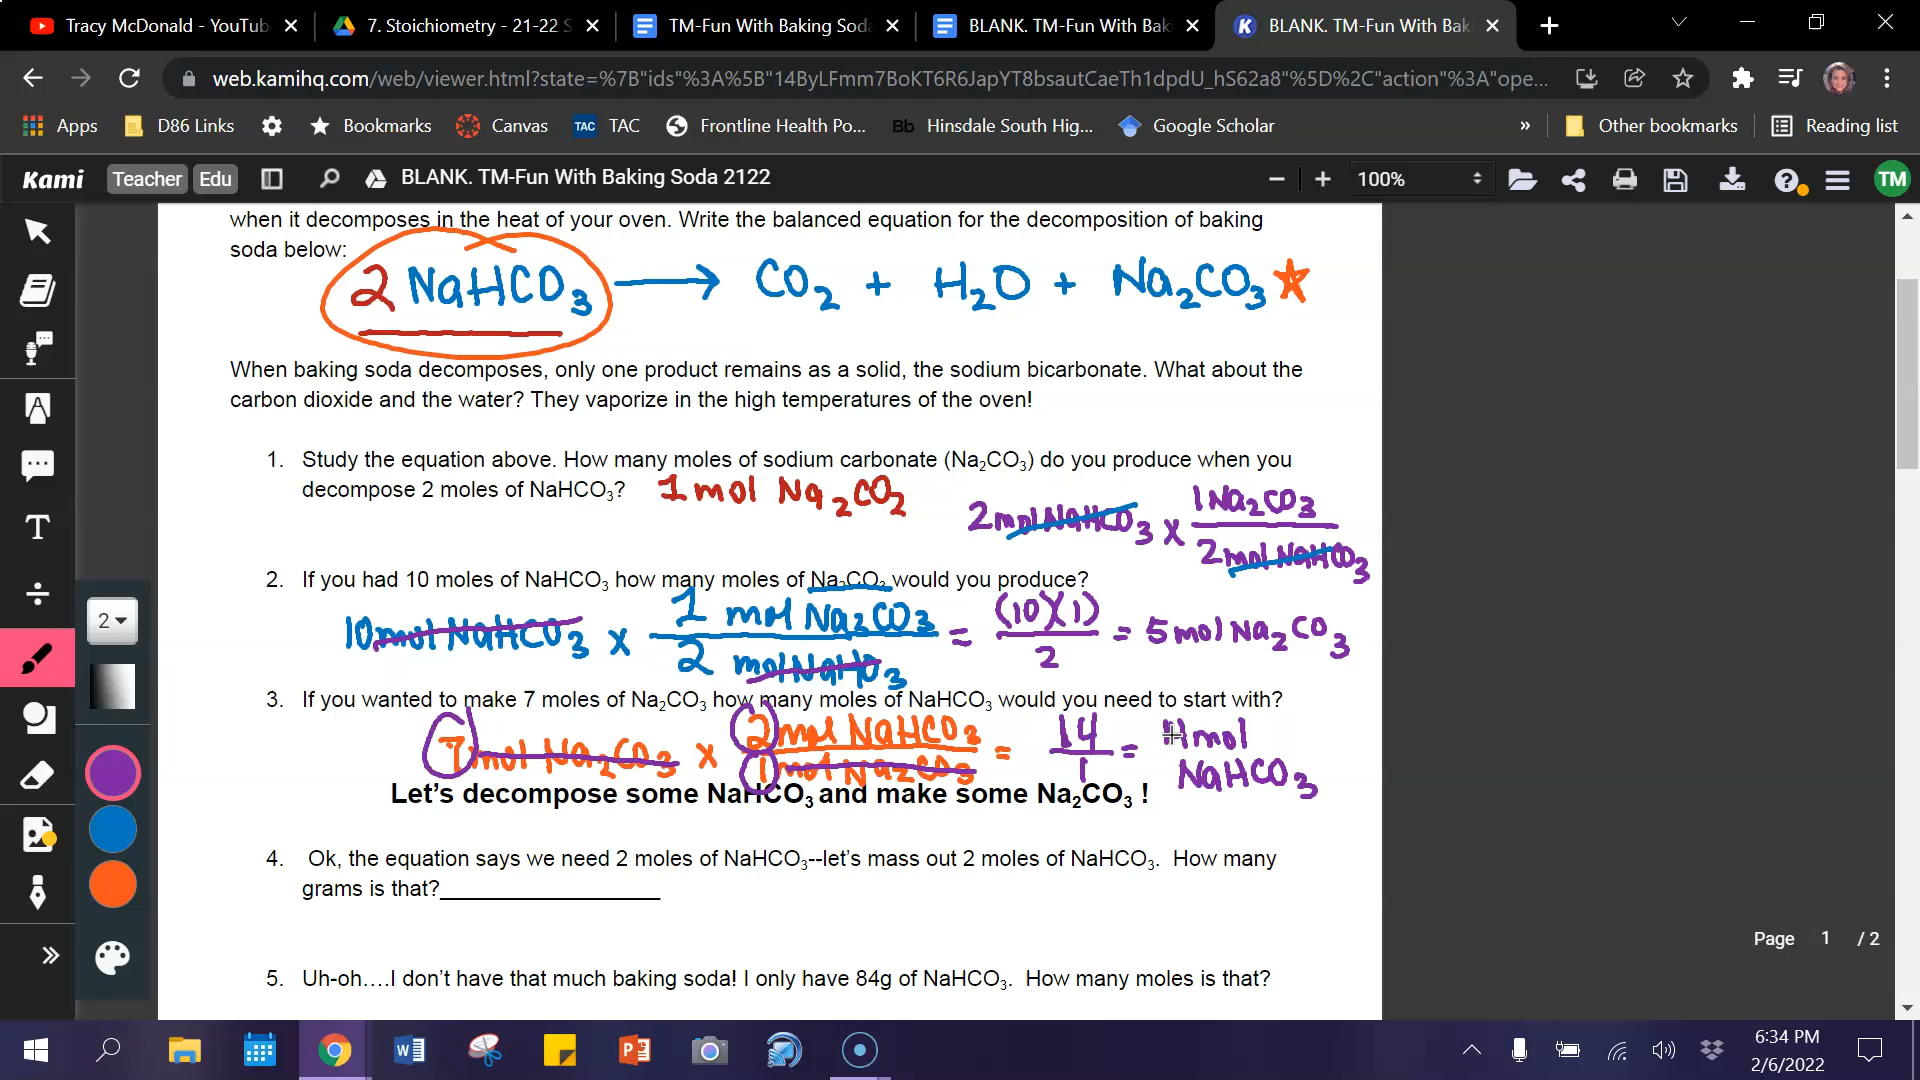 Tracy McDonald - YouTub
7. Stoichiometry - 21-22 S
TM-Fun With Baking Soda
BLANK. TM-Fun With Bak
BLANK. TM-Fun With Bak
web.kamihq.com/web/viewer.html?state=%7B"ids"%3A%5B"14ByLFmm7BoKT6R6JapYT8bsautCaeTh1dpdU_hS62a8"%5D%2C"action"%3A"ope...
Apps D86 Links Bookmarks Canvas TAC TAC Frontline Health Po... Bb Hinsdale South Hig... Google Scholar » Other bookmarks Reading list
Kami Teacher Edu BLANK. TM-Fun With Baking Soda 2122 100% TM
when it decomposes in the heat of your oven. Write the balanced equation for the decomposition of baking
soda below:
2 NaHCO₃ → CO₂ + H₂O + Na₂CO₃
When baking soda decomposes, only one product remains as a solid, the sodium bicarbonate. What about the
carbon dioxide and the water? They vaporize in the high temperatures of the oven!
1. Study the equation above. How many moles of sodium carbonate (Na₂CO₃) do you produce when you
decompose 2 moles of NaHCO₃? 1 mol Na₂CO₂
2 mol NaHCO₃ x 1 Na₂CO₃
2 mol NaHCO₃
2. If you had 10 moles of NaHCO₃ how many moles of Na₂CO₃ would you produce?
10 mol NaHCO₃ x 1 mol Na₂CO₃ = (10)(1) = 5 mol Na₂CO₃
2 mol NaHO₃ 2
3. If you wanted to make 7 moles of Na₂CO₃ how many moles of NaHCO₃ would you need to start with?
7 mol Na₂CO₃ x 2 mol NaHCO₃ = 14 = mol
1 mol Na₂CO₃ 1 NaHCO₃
Let's decompose some NaHCO₃ and make some Na₂CO₃ !
4. Ok, the equation says we need 2 moles of NaHCO₃--let's mass out 2 moles of NaHCO₃. How many
grams is that?
5. Uh-oh….I don't have that much baking soda! I only have 84g of NaHCO₃. How many moles is that?
2
Page 1 / 2
6:34 PM
2/6/2022